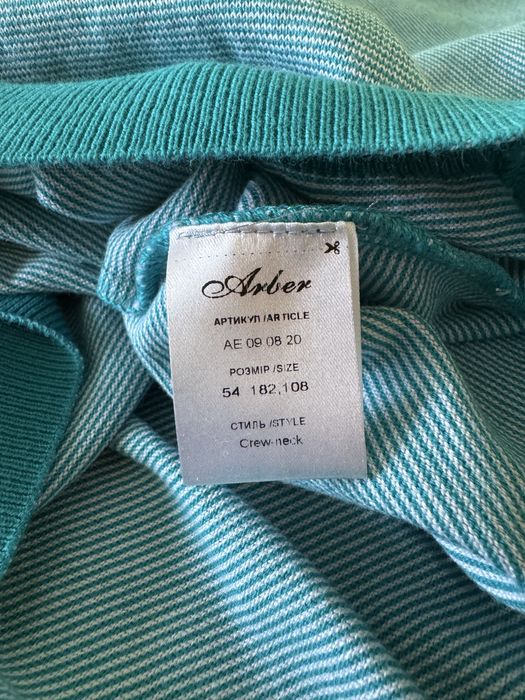 Arber
АРТИКУЛ /ARTICLE
AE 09 08 20
РОЗМІР /SIZE
54 182,108
СТИЛЬ /STYLE
Crew-neck